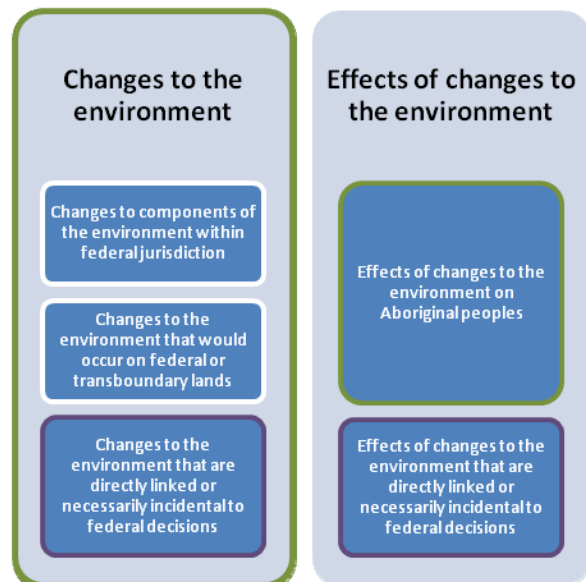 Changes to the
environment
Changes to components of
the environment within
federal jurisdiction
Changes to the
environment that would
occur on federal or
transboundary lands
Changes to the
environment that are
directly linked or
necessarily incidental to
federal decisions
Effects of changes to
the environment
Effects of changes to the
environment on
Aboriginal peoples
Effects of changes to the
environment that are
directly linked or
necessarily incidental to
federal decisions